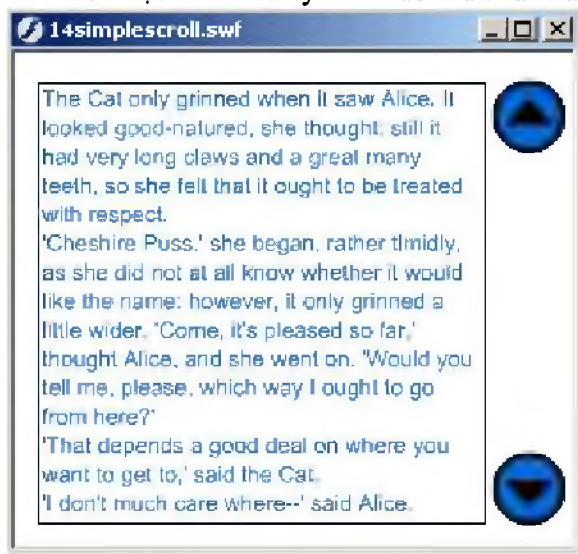 14simplescroll.swf
The Cat only grinned when it saw Alice. It
looked good-natured, she thought; still it
had very long claws and a great many
teeth, so she felt that it ought to be treated
with respect.
'Cheshire Puss,' she began, rather timidly,
as she did not at all know whether it would
like the name: however, it only grinned a
little wider. 'Come, it's pleased so far,'
thought Alice, and she went on. 'Would you
tell me, please, which way I ought to go
from here?'
'That depends a good deal on where you
want to get to,' said the Cat.
'I don't much care where--' said Alice.